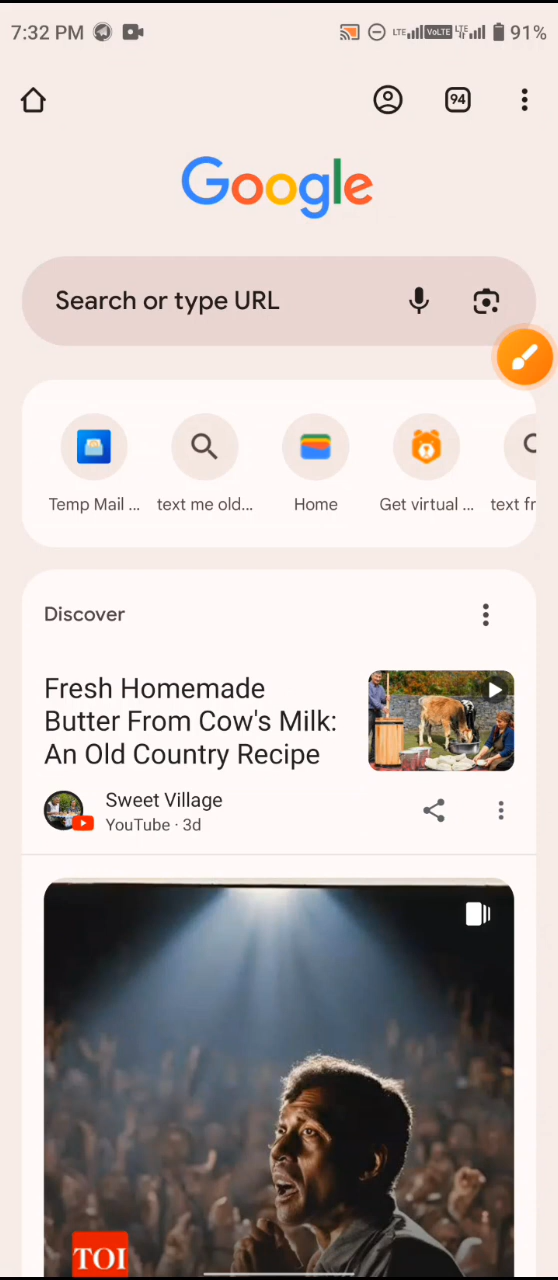 7:32 PM LTE VoLTE LTE 91%
94
Google
Search or type URL
Temp Mail ... text me old... Home Get virtual ... text fr
Discover
Fresh Homemade
Butter From Cow's Milk:
An Old Country Recipe
Sweet Village
YouTube · 3d
TOI